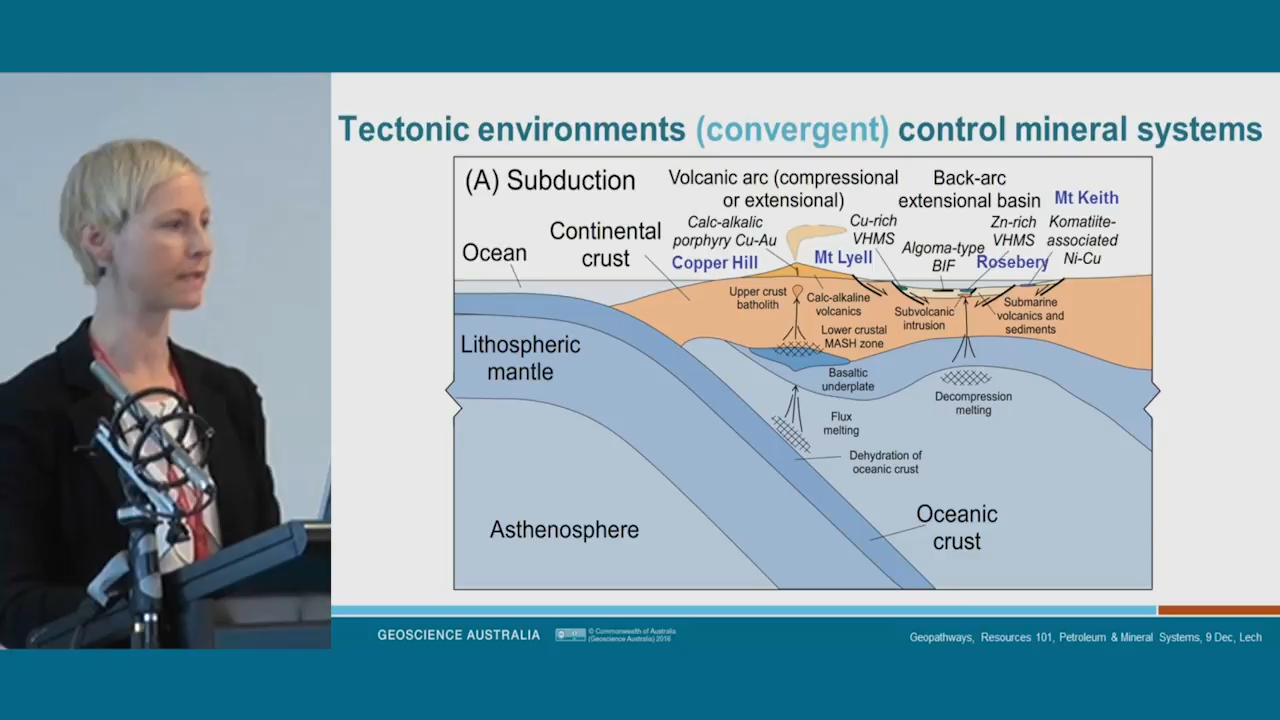 Tectonic environments (convergent) control mineral systems
(A) Subduction
Volcanic arc (compressional
or extensional)
Back-arc
extensional basin
Mt Keith
Continental
crust
Calc-alkalic
porphyry Cu-Au
Cu-rich
VHMS
Algoma-type
BIF
Zn-rich
VHMS
Komatiite-
associated
Ni-Cu
Ocean
Copper Hill
Mt Lyell
Rosebery
Upper crust
batholith
Calc-alkaline
volcanics
Subvolcanic
intrusion
Submarine
volcanics and
sediments
Lower crustal
MASH zone
Lithospheric
mantle
Basaltic
underplate
Decompression
melting
Flux
melting
Dehydration of
oceanic crust
Asthenosphere
Oceanic
crust
GEOSCIENCE AUSTRALIA
© Commonwealth of Australia
(Geoscience Australia) 2016
Geopathways, Resources 101, Petroleum & Mineral Systems, 9 Dec, Lech